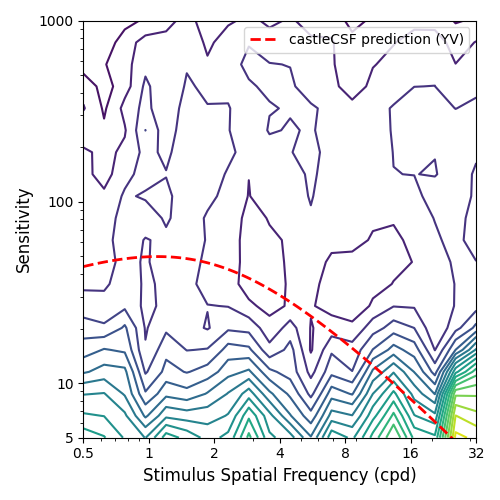 1000
castleCSF prediction (YV)
100
Sensitivity
10
5
0.5 1 2 4 8 16 32
Stimulus Spatial Frequency (cpd)